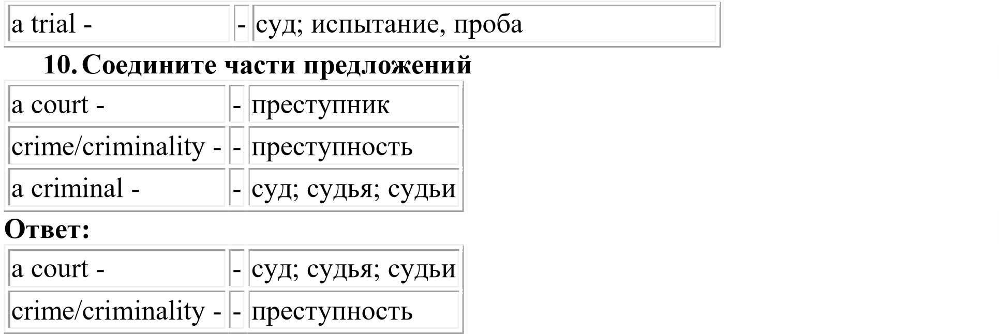 a trial - - суд; испытание, проба
10. Соедините части предложений
a court - - преступник
crime/criminality - - преступность
a criminal - - суд; судья; судьи
Ответ:
a court - - суд; судья; судьи
crime/criminality - - преступность